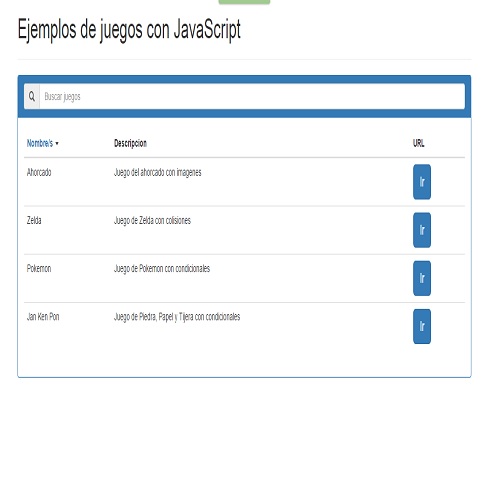 Ejemplos de juegos con JavaScript
Buscar juegos
Nombre/s Descripcion URL
Ahorcado Juego del ahorcado con imagenes Ir
Zelda Juego de Zelda con colisiones Ir
Pokemon Juego de Pokemon con condicionales Ir
Jan Ken Pon Juego de Piedra, Papel y Tijera con condicionales Ir